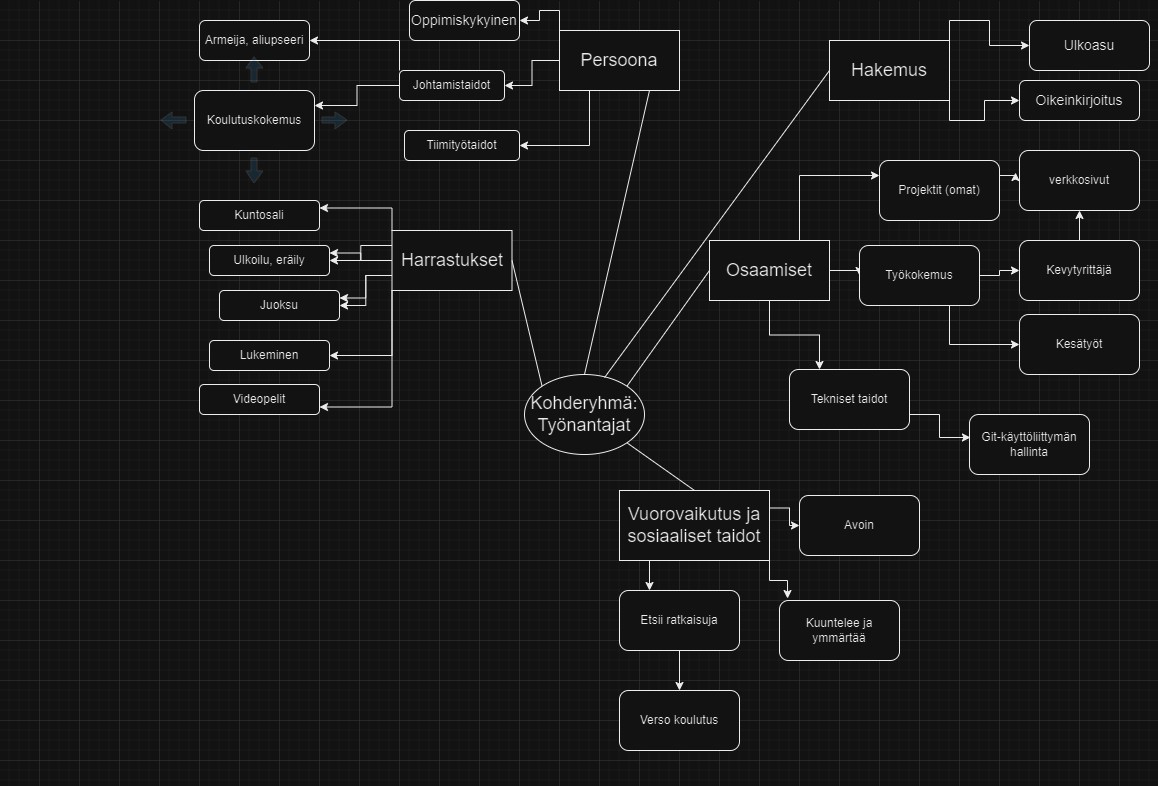 Oppimiskykyinen
Armeija, aliupseeri
Persoona
Johtamistaidot
Koulutuskokemus
Tiimityötaidot
Hakemus
Ulkoasu
Oikeinkirjoitus
Kuntosali
Ulkoilu, eräily
Harrastukset
Juoksu
Lukeminen
Videopelit
Projektit (omat)
verkkosivut
Osaamiset
Työkokemus
Kevytyrittäjä
Kesätyöt
Tekniset taidot
Git-käyttöliittymän
hallinta
Kohderyhmä:
Työnantajat
Vuorovaikutus ja
sosiaaliset taidot
Avoin
Etsii ratkaisuja
Kuuntelee ja
ymmärtää
Verso koulutus